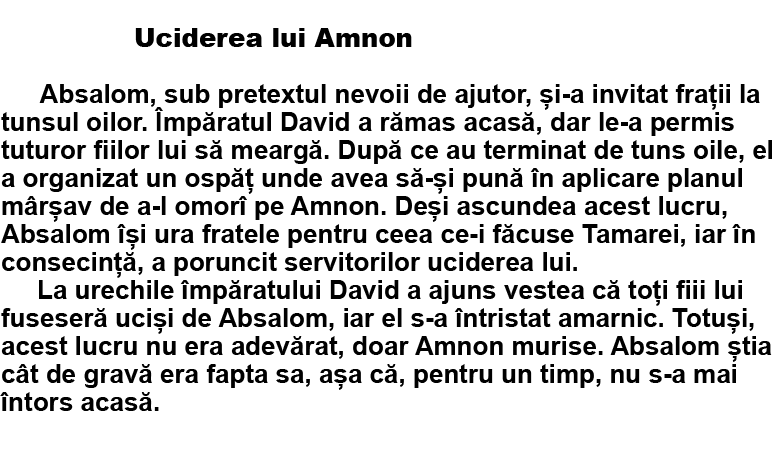 Uciderea lui Amnon
Absalom, sub pretextul nevoii de ajutor, și-a invitat frații la
tunsul oilor. Împăratul David a rămas acasă, dar le-a permis
tuturor fiilor lui să meargă. După ce au terminat de tuns oile, el
a organizat un ospăț unde avea să-și pună în aplicare planul
mârșav de a-l omorî pe Amnon. Deși ascundea acest lucru,
Absalom își ura fratele pentru ceea ce-i făcuse Tamarei, iar în
consecință, a poruncit servitorilor uciderea lui.
La urechile împăratului David a ajuns vestea că toți fiii lui
fuseseră uciși de Absalom, iar el s-a întristat amarnic. Totuși,
acest lucru nu era adevărat, doar Amnon murise. Absalom știa
cât de gravă era fapta sa, așa că, pentru un timp, nu s-a mai
întors acasă.